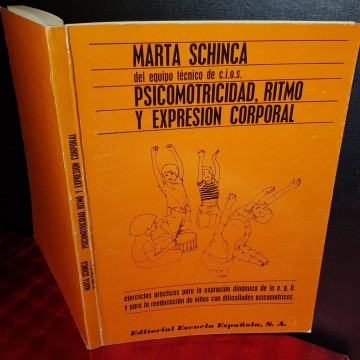 MARTA SCHINCA
del equipo técnico de c.i.o.s.
PSICOMOTRICIDAD, RITMO
Y EXPRESION CORPORAL
ejercicios prácticos para la expresión dinámica de la e. g. b.
y para la reeducación de niños con dificultades psicomotrices
Editorial Escuela Española, S. A.
MARTA SCHINCA PSICOMOTRICIDAD, RITMO Y EXPRESION CORPORAL